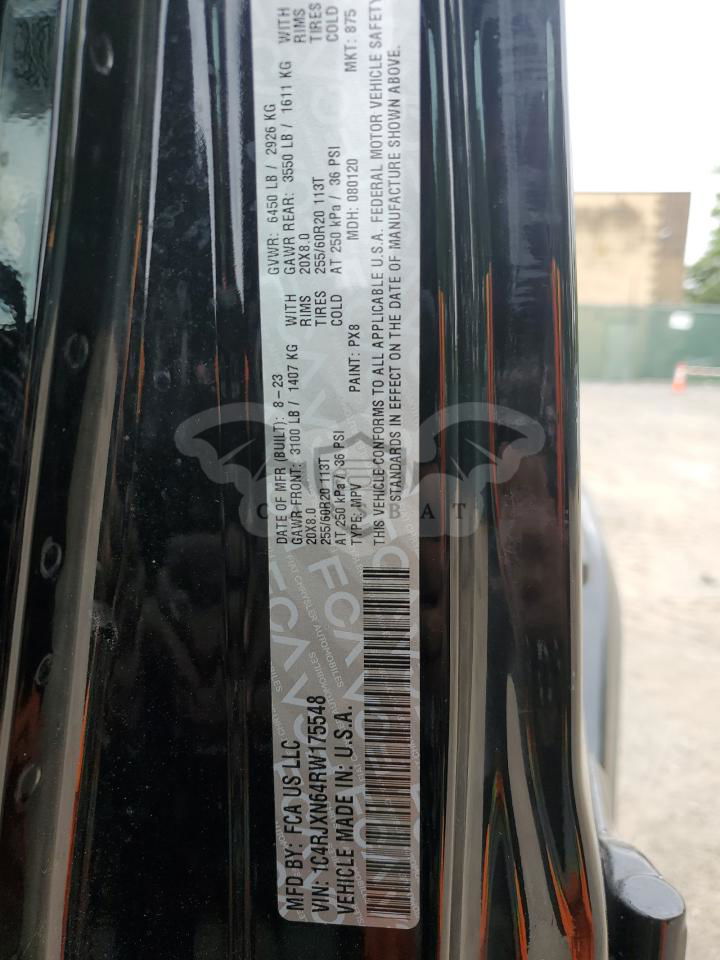 MFD BY: FCA US LLC
VIN: 1C4RJXN64RW175548
VEHICLE MADE IN: U.S.A.
DATE OF MFR (BUILT): 8-23 GVWR: 6450 LB / 2926 KG
GAWR FRONT: 3100 LB / 1407 KG WITH GAWR REAR: 3550 LB / 1611 KG WITH
20X8.0 RIMS 20X8.0 RIMS
255/60R20 113T TIRES 255/60R20 113T TIRES
AT 250 kPa / 36 PSI COLD AT 250 kPa / 36 PSI COLD
TYPE: MPV PAINT: PX8 MDH: 080120 MKT: 875
THIS VEHICLE CONFORMS TO ALL APPLICABLE U.S.A. FEDERAL MOTOR VEHICLE SAFETY
STANDARDS IN EFFECT ON THE DATE OF MANUFACTURE SHOWN ABOVE.